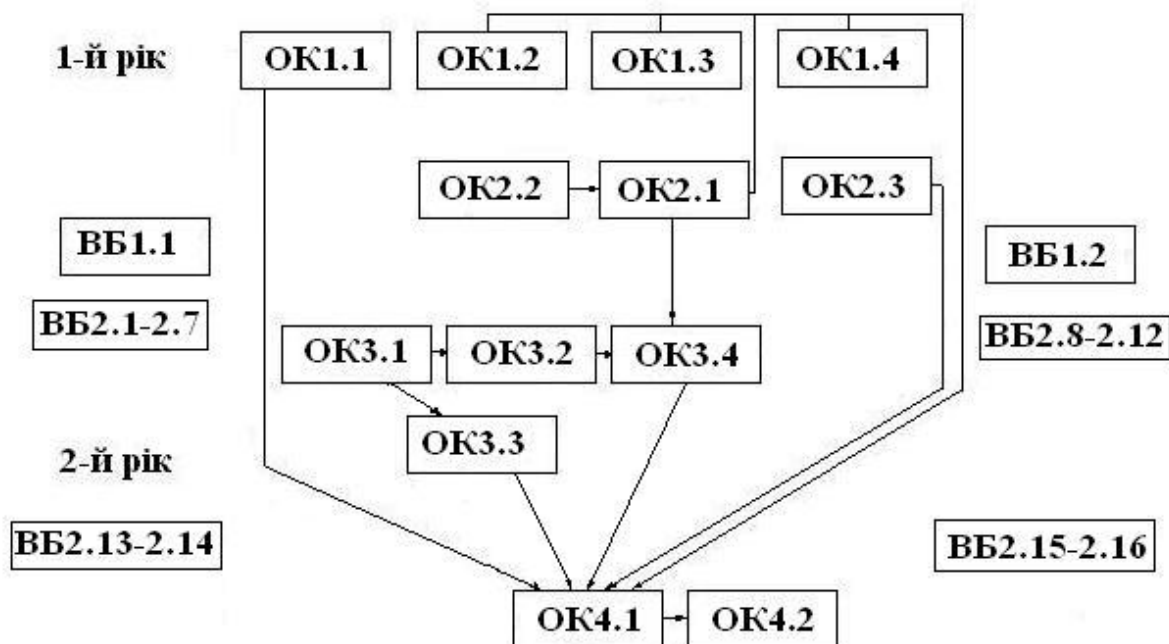 1-й рік ОК1.1 ОК1.2 ОК1.3 ОК1.4
ОК2.2 ОК2.1 ОК2.3
ВБ1.1 ВБ1.2
ВБ2.1-2.7 ВБ2.8-2.12
ОК3.1 ОК3.2 ОК3.4
ОК3.3
2-й рік
ВБ2.13-2.14 ВБ2.15-2.16
ОК4.1 ОК4.2